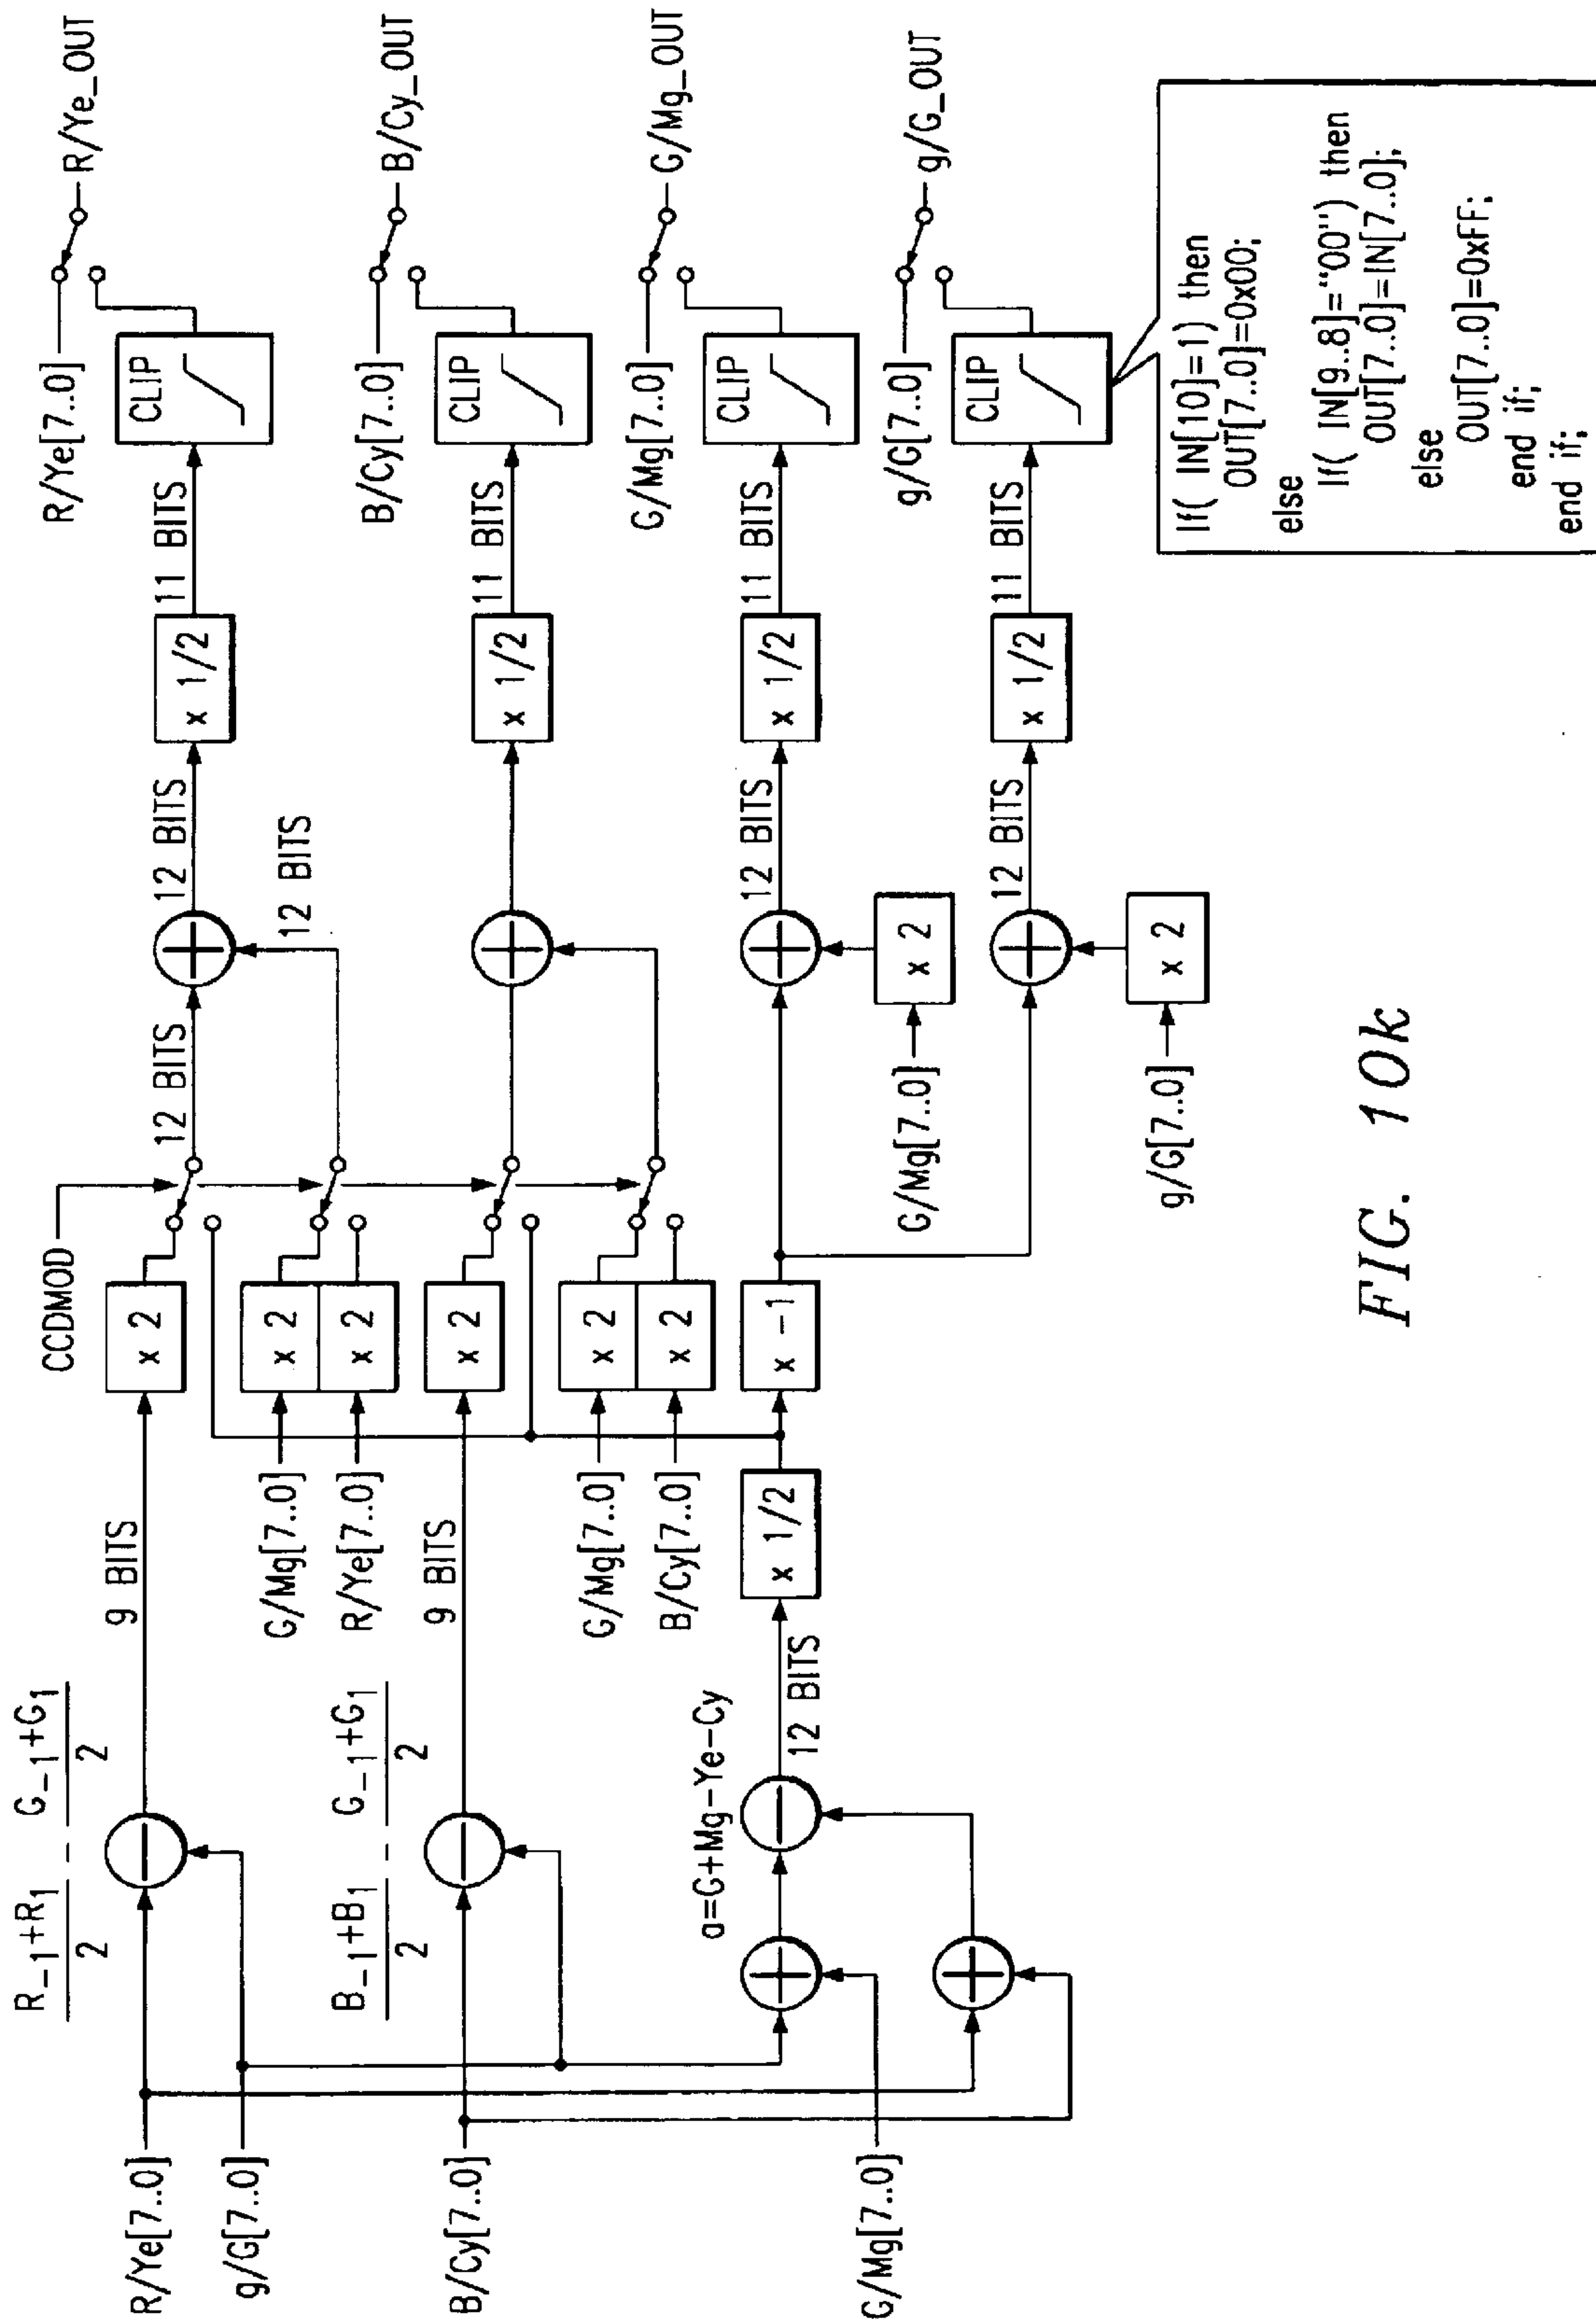 R/Ye[7..0]
g/G[7..0]
B/Cy[7..0]
G/Mg[7..0]
R₋₁+R₁ / 2 – G₋₁+G₁ / 2
B₋₁+B₁ / 2 – G₋₁+G₁ / 2
a=G+Mg–Ye–Cy
9 BITS
9 BITS
12 BITS
x 1/2
G/Mg[7..0]
R/Ye[7..0]
G/Mg[7..0]
B/Cy[7..0]
CCDMOD
x 2
x 2
x 2
x 2
x 2
x 2
x –1
12 BITS
12 BITS
G/Mg[7..0]
x 2
g/G[7..0]
x 2
12 BITS
12 BITS
12 BITS
x 1/2
x 1/2
x 1/2
x 1/2
11 BITS
11 BITS
11 BITS
11 BITS
CLIP
CLIP
CLIP
CLIP
R/Ye[7..0]
B/Cy[7..0]
G/Mg[7..0]
g/G[7..0]
R/Ye_OUT
B/Cy_OUT
G/Mg_OUT
g/G_OUT
If( IN[10]=1) then
OUT[7..0]=0x00;
else
If( IN[9..8]="00") then
OUT[7..0]=IN[7..0];
else
OUT[7..0]=0xFF;
end if;
end if;
FIG. 10k